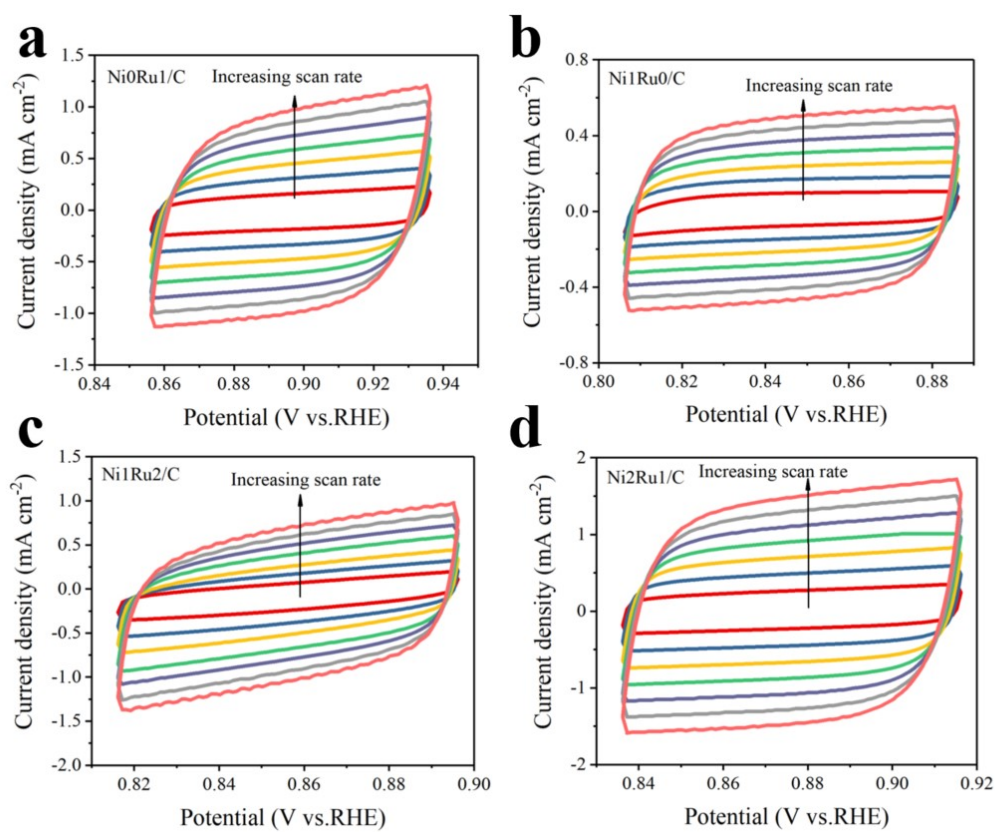 a
Ni0Ru1/C
Increasing scan rate
Current density (mA cm-2)
1.5
1.0
0.5
0.0
-0.5
-1.0
-1.5
0.84 0.86 0.88 0.90 0.92 0.94
Potential (V vs.RHE)
b
Ni1Ru0/C
Increasing scan rate
Current density (mA cm-2)
0.8
0.4
0.0
-0.4
-0.8
0.80 0.82 0.84 0.86 0.88
Potential (V vs.RHE)
c
Ni1Ru2/C
Increasing scan rate
Current density (mA cm-2)
1.5
1.0
0.5
0.0
-0.5
-1.0
-1.5
-2.0
0.82 0.84 0.86 0.88 0.90
Potential (V vs.RHE)
d
Ni2Ru1/C
Increasing scan rate
Current density (mA cm-2)
2
1
0
-1
-2
0.84 0.86 0.88 0.90 0.92
Potential (V vs.RHE)